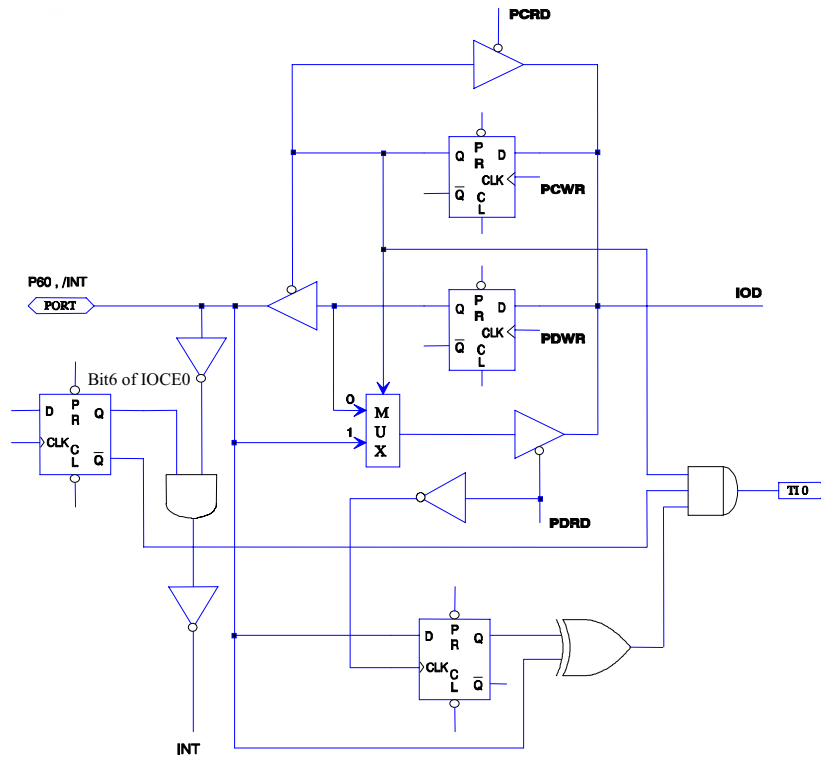 PCRD
Q P R D
CLK
Q C L
PCWR
P60 , /INT
PORT
IOD
Q P R D
CLK
Q C L
PDWR
Bit6 of IOCE0
D P R Q
CLK C L Q
0
1
M U X
PDRD
TI 0
D P R Q
CLK C L Q
INT